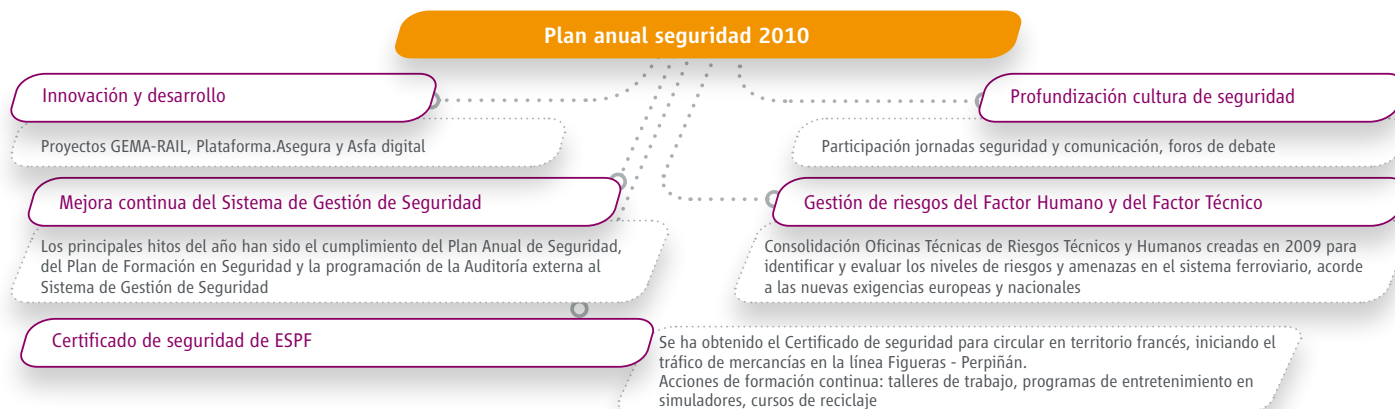 Plan anual seguridad 2010
Innovación y desarrollo
Proyectos GEMA-RAIL, Plataforma.Asegura y Asfa digital
Profundización cultura de seguridad
Participación jornadas seguridad y comunicación, foros de debate
Mejora continua del Sistema de Gestión de Seguridad
Los principales hitos del año han sido el cumplimiento del Plan Anual de Seguridad,
del Plan de Formación en Seguridad y la programación de la Auditoría externa al
Sistema de Gestión de Seguridad
Gestión de riesgos del Factor Humano y del Factor Técnico
Consolidación Oficinas Técnicas de Riesgos Técnicos y Humanos creadas en 2009 para
identificar y evaluar los niveles de riesgos y amenazas en el sistema ferroviario, acorde
a las nuevas exigencias europeas y nacionales
Certificado de seguridad de ESPF
Se ha obtenido el Certificado de seguridad para circular en territorio francés, iniciando el
tráfico de mercancías en la línea Figueras - Perpiñán.
Acciones de formación continua: talleres de trabajo, programas de entretenimiento en
simuladores, cursos de reciclaje